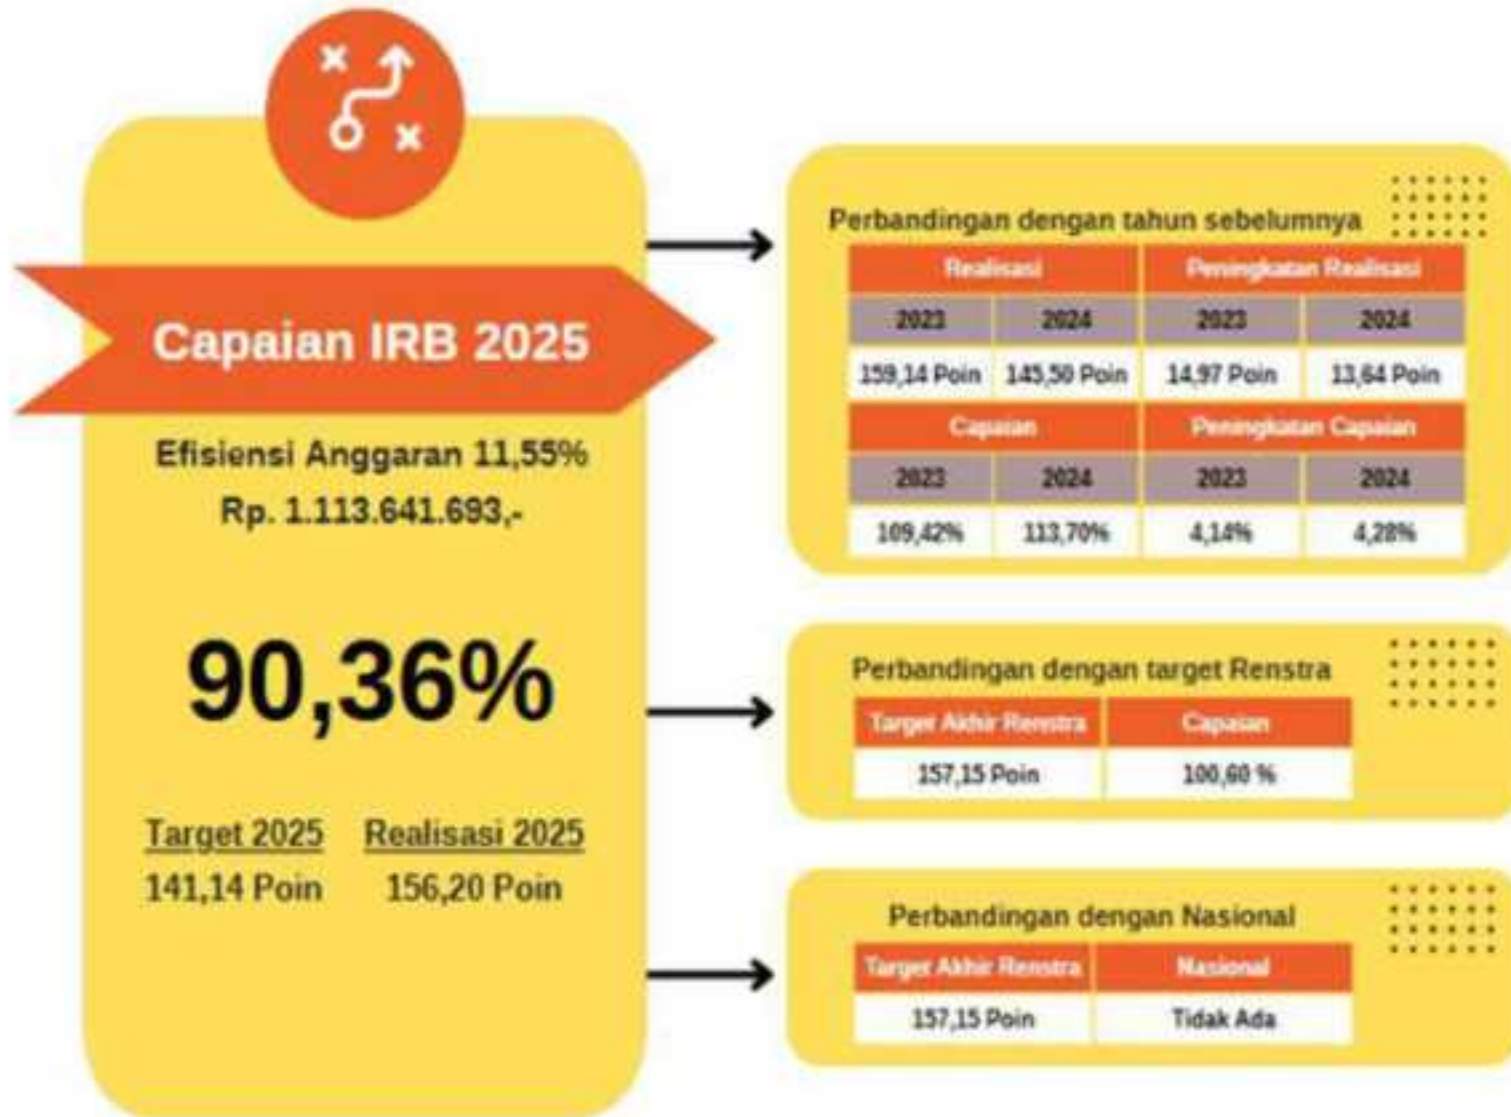 Capaian IRB 2025
Efisiensi Anggaran 11,55%
Rp. 1.113.641.693,-
90,36%
Target 2025 Realisasi 2025
141,14 Poin 156,20 Poin
Perbandingan dengan tahun sebelumnya
Realisasi Peningkatan Realisasi
2023 2024 2023 2024
159,14 Poin 145,50 Poin 14,97 Poin 13,64 Poin
Capaian Peningkatan Capaian
2023 2024 2023 2024
109,42% 113,70% 4,14% 4,28%
Perbandingan dengan target Renstra
Target Akhir Renstra Capaian
157,15 Poin 100,60 %
Perbandingan dengan Nasional
Target Akhir Renstra Nasional
157,15 Poin Tidak Ada